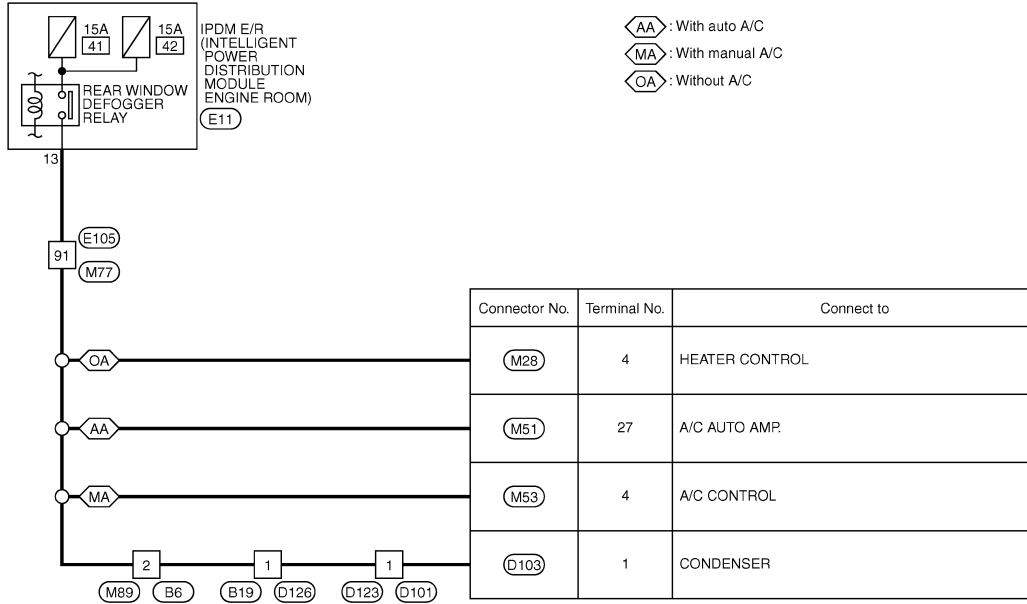 15A
41
15A
42
IPDM E/R
(INTELLIGENT
POWER
DISTRIBUTION
MODULE
ENGINE ROOM)
E11
REAR WINDOW
DEFOGGER
RELAY
AA : With auto A/C
MA : With manual A/C
OA : Without A/C
13
91
E105
M77
Connector No. Terminal No. Connect to
OA
M28 4 HEATER CONTROL
AA
M51 27 A/C AUTO AMP.
MA
M53 4 A/C CONTROL
2 1 1
D103 1 CONDENSER
M89 B6 B19 D126 D123 D101